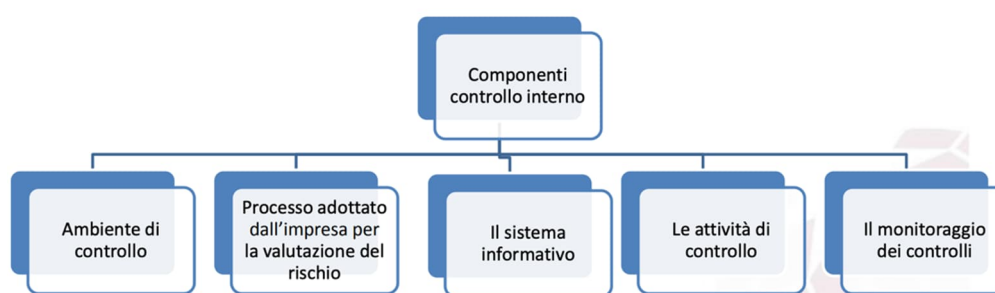 Componenti
controllo interno
Ambiente di
controllo
Processo adottato
dall'impresa per
la valutazione del
rischio
Il sistema
informativo
Le attività di
controllo
Il monitoraggio
dei controlli